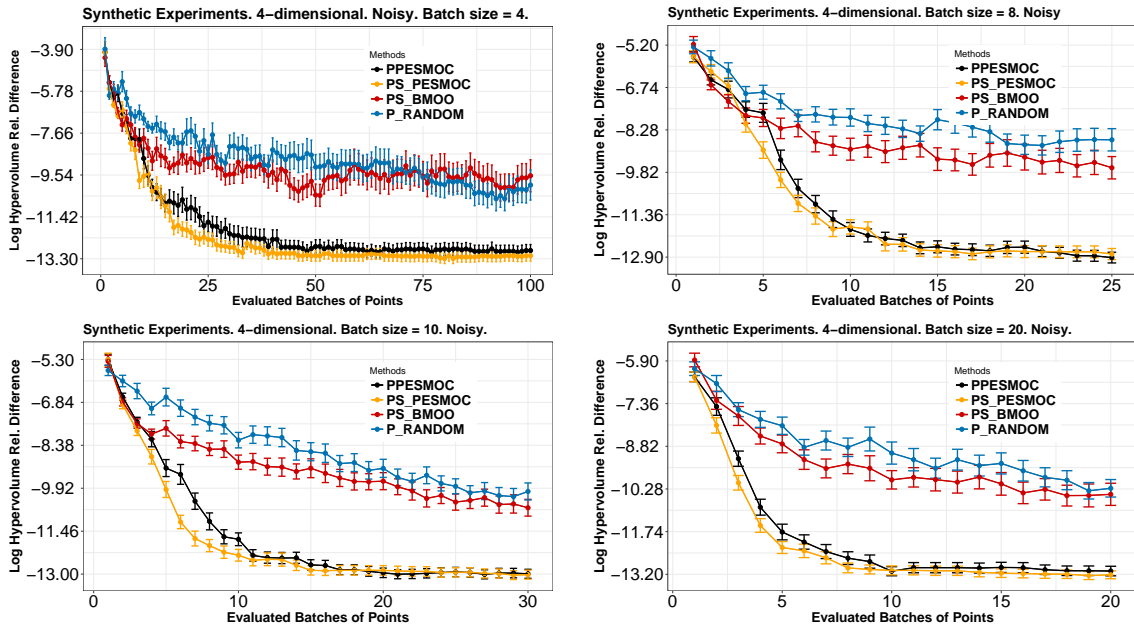 Synthetic Experiments. 4−dimensional. Noisy. Batch size = 4.
Log Hypervolume Rel. Difference
−3.90
−5.78
−7.66
−9.54
−11.42
−13.30
Methods
PPESMOC
PS_PESMOC
PS_BMOO
P_RANDOM
0 25 50 75 100
Evaluated Batches of Points
Synthetic Experiments. 4−dimensional. Batch size = 8. Noisy
Log Hypervolume Rel. Difference
−5.20
−6.74
−8.28
−9.82
−11.36
−12.90
Methods
PPESMOC
PS_PESMOC
PS_BMOO
P_RANDOM
0 5 10 15 20 25
Evaluated Batches of Points
Synthetic Experiments. 4−dimensional. Batch size = 10. Noisy.
Log Hypervolume Rel. Difference
−5.30
−6.84
−8.38
−9.92
−11.46
−13.00
Methods
PPESMOC
PS_PESMOC
PS_BMOO
P_RANDOM
0 10 20 30
Evaluated Batches of Points
Synthetic Experiments. 4−dimensional. Batch size = 20. Noisy.
Log Hypervolume Rel. Difference
−5.90
−7.36
−8.82
−10.28
−11.74
−13.20
Methods
PPESMOC
PS_PESMOC
PS_BMOO
P_RANDOM
0 5 10 15 20
Evaluated Batches of Points